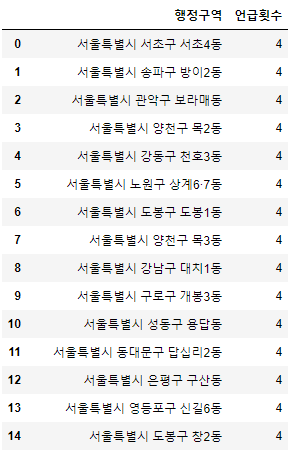 행정구역 언급횟수
0 서울특별시 서초구 서초4동 4
1 서울특별시 송파구 방이2동 4
2 서울특별시 관악구 보라매동 4
3 서울특별시 양천구 목2동 4
4 서울특별시 강동구 천호3동 4
5 서울특별시 노원구 상계6·7동 4
6 서울특별시 도봉구 도봉1동 4
7 서울특별시 양천구 목3동 4
8 서울특별시 강남구 대치1동 4
9 서울특별시 구로구 개봉3동 4
10 서울특별시 성동구 용답동 4
11 서울특별시 동대문구 답십리2동 4
12 서울특별시 은평구 구산동 4
13 서울특별시 영등포구 신길6동 4
14 서울특별시 도봉구 창2동 4